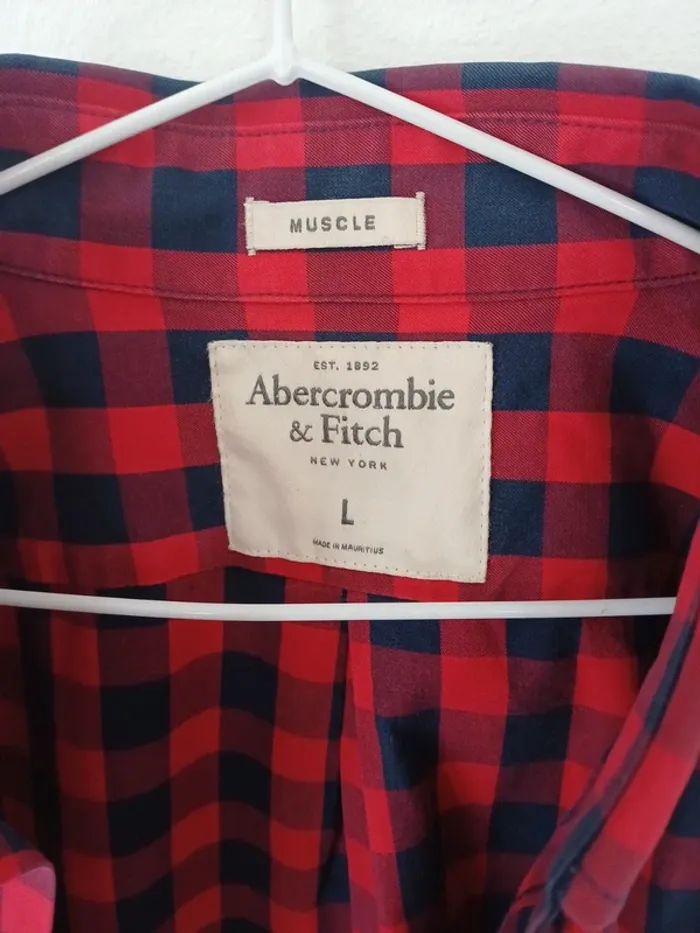 MUSCLE
EST. 1892
Abercrombie
& Fitch
NEW YORK
L
MADE IN MAURITIUS